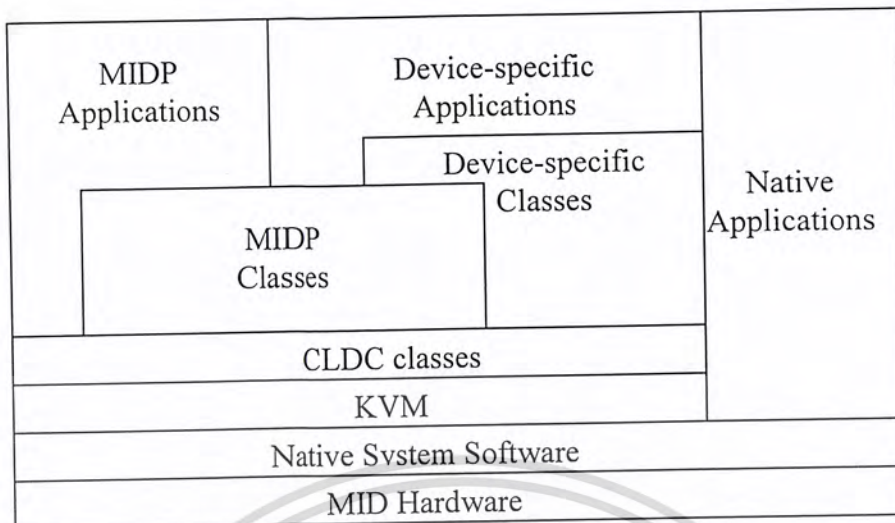 MIDP
Applications
Device-specific
Applications
Device-specific
Classes
Native
Applications
MIDP
Classes
CLDC classes
KVM
Native System Software
MID Hardware